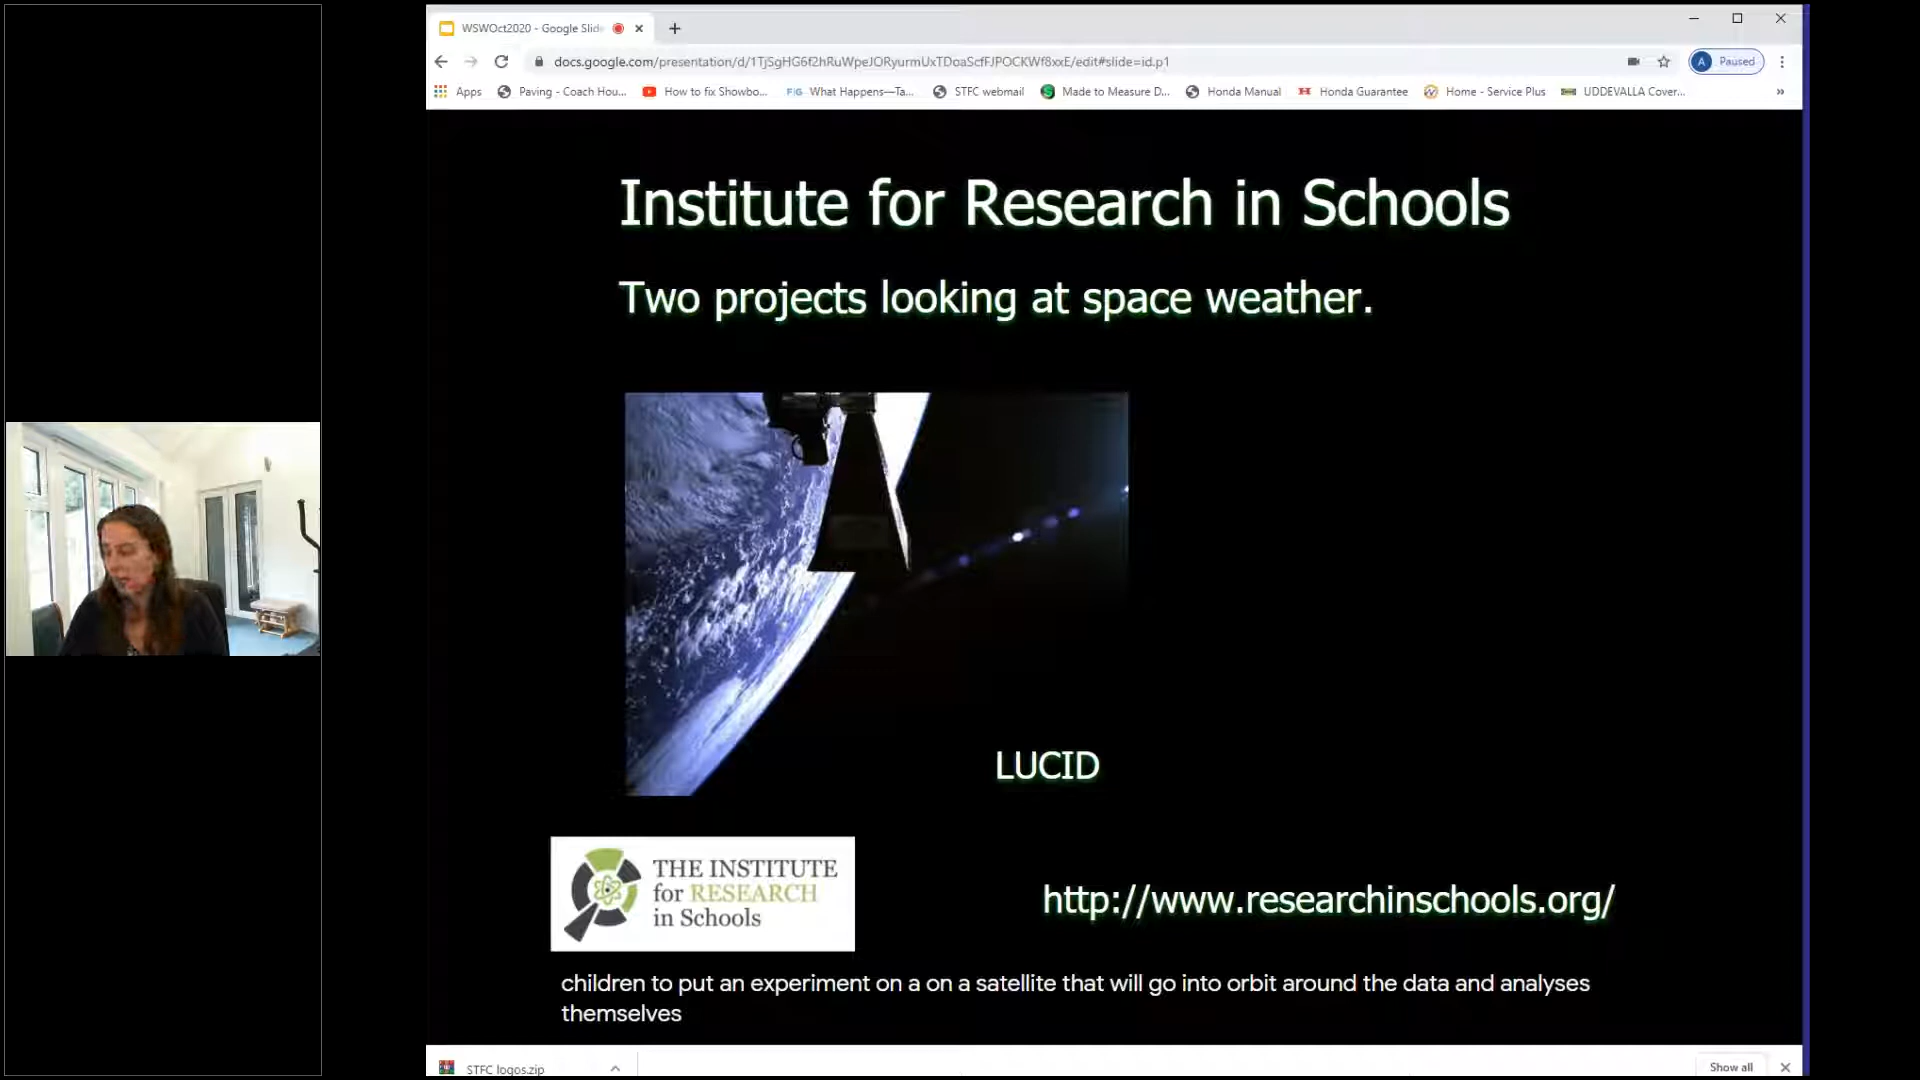 WSWOct2020 - Google Slid
docs.google.com/presentation/d/1TjSgHG6f2hRuWpeJORyurmUxTDoaScfFJPOCKWf8xxE/edit#slide=id.p1
A Paused
Apps Paving - Coach Hou... How to fix Showbo... FiG What Happens—Ta... STFC webmail Made to Measure D... Honda Manual Honda Guarantee Home - Service Plus UDDEVALLA Cover... »
Institute for Research in Schools
Two projects looking at space weather.
LUCID
THE INSTITUTE
for RESEARCH
in Schools
http://www.researchinschools.org/
children to put an experiment on a on a satellite that will go into orbit around the data and analyses
themselves
STFC logos.zip
Show all